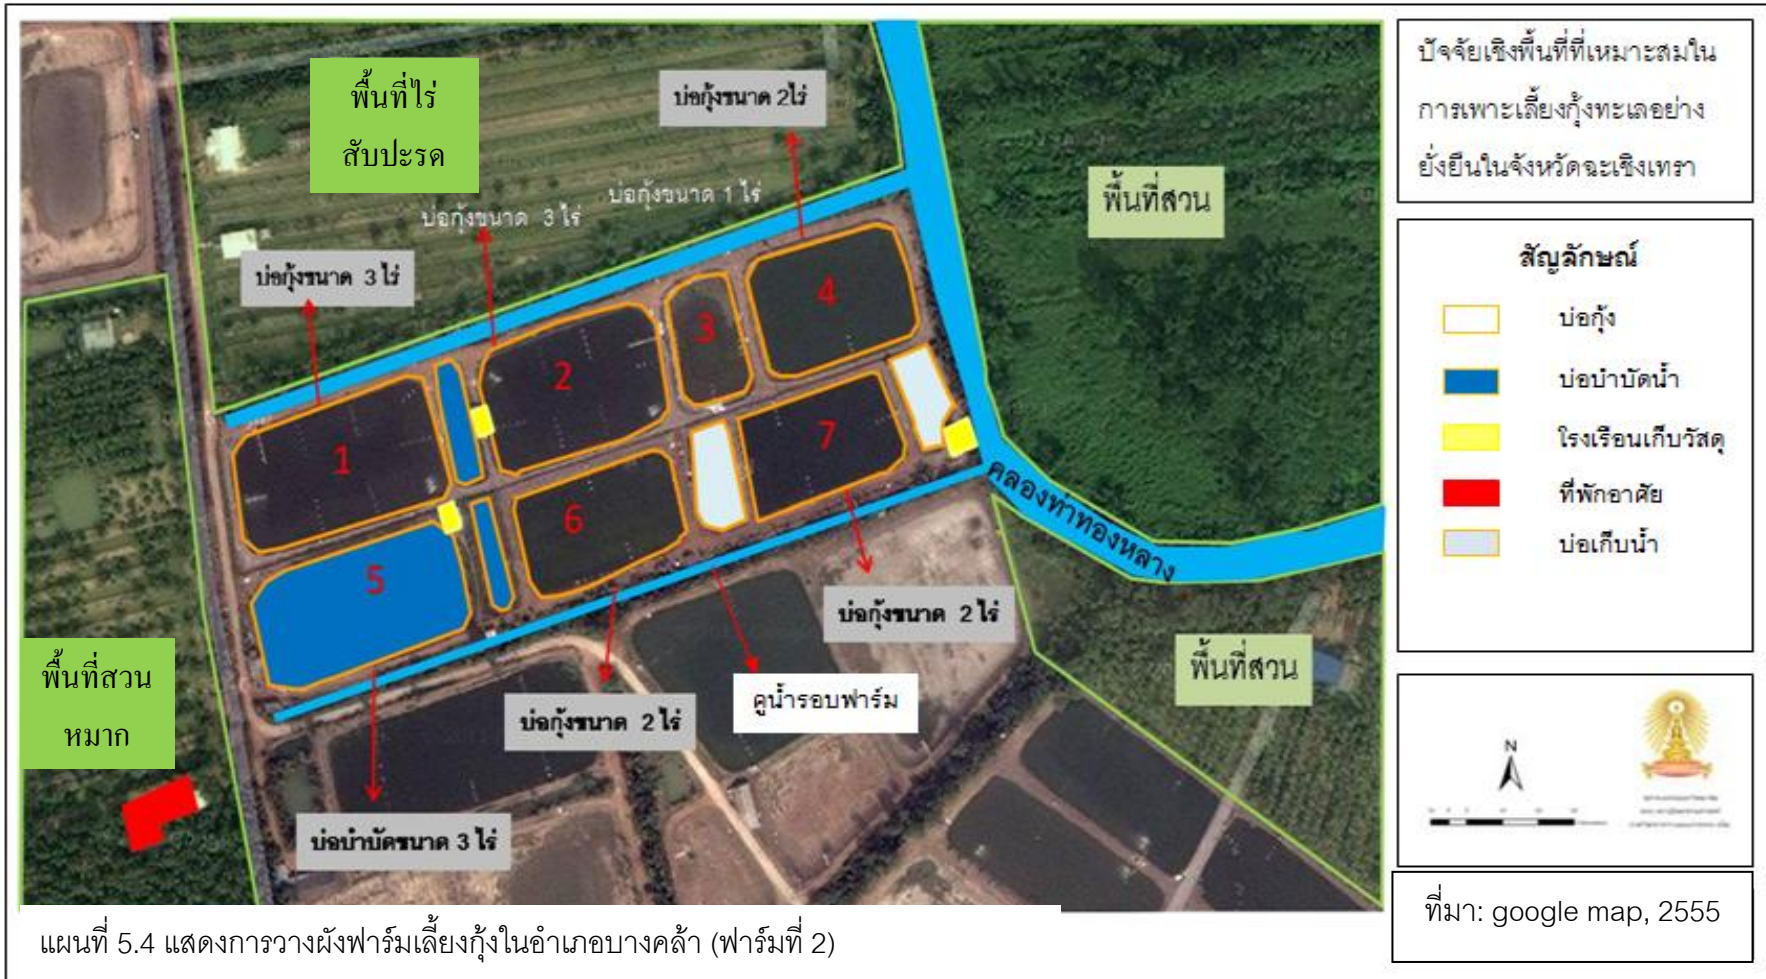 พื้นที่ไร่
สับปะรด
บ่อกุ้งขนาด 2ไร่
บ่อกุ้งขนาด 1 ไร่
บ่อกุ้งขนาด 3 ไร่
บ่อกุ้งขนาด 3 ไร่
พื้นที่สวน
1
2
3
4
5
6
7
คลองท่าทองหลาง
บ่อกุ้งขนาด 2 ไร่
พื้นที่สวน
พื้นที่สวน
หมาก
คูน้ำรอบฟาร์ม
บ่อกุ้งขนาด 2 ไร่
บ่อบำบัดขนาด 3 ไร่
แผนที่ 5.4 แสดงการวางผังฟาร์มเลี้ยงกุ้งในอำเภอบางคล้า (ฟาร์มที่ 2)
ปัจจัยเชิงพื้นที่ที่เหมาะสมใน
การเพาะเลี้ยงกุ้งทะเลอย่าง
ยั่งยืนในจังหวัดฉะเชิงเทรา
สัญลักษณ์
บ่อกุ้ง
บ่อบำบัดน้ำ
โรงเรือนเก็บวัสดุ
ที่พักอาศัย
บ่อเก็บน้ำ
N
ที่มา: google map, 2555